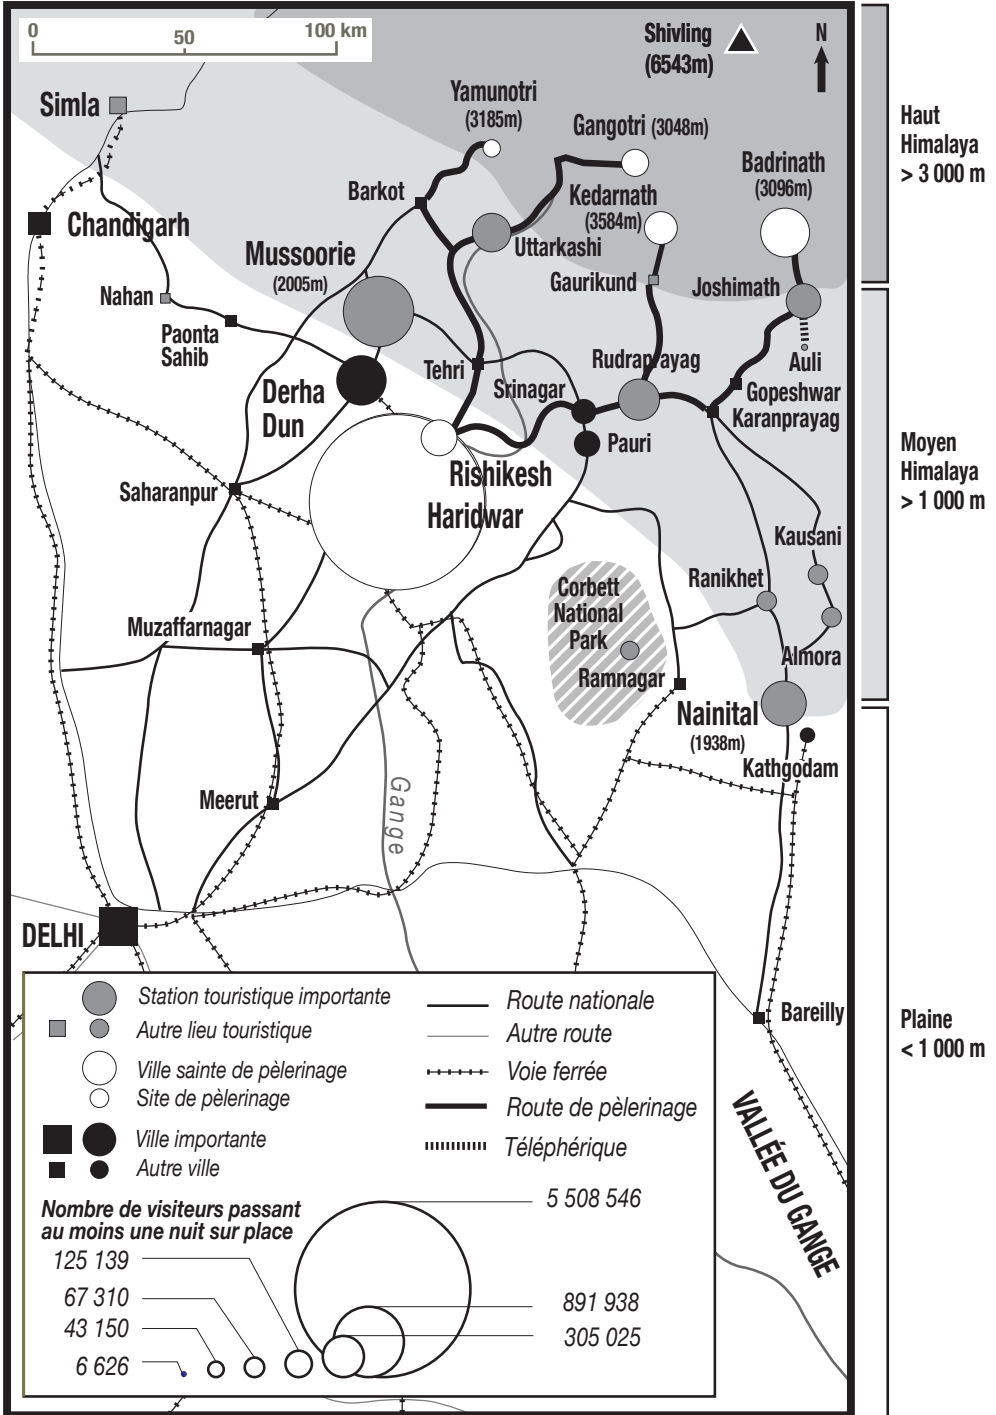 0
50
100 km
Shivling
(6543m)
N
Simla
Yamunotri
(3185m)
Gangotri (3048m)
Badrinath
(3096m)
Kedarnath
(3584m)
Barkot
Chandigarh
Uttarkashi
Mussoorie
(2005m)
Gaurikund
Joshimath
Nahan
Paonta
Sahib
Auli
Tehri
Rudraprayag
Srinagar
Gopeshwar
Karanprayag
Derha
Dun
Pauri
Rishikesh
Haridwar
Saharanpur
Kausani
Ranikhet
Corbett
National
Park
Muzaffarnagar
Almora
Ramnagar
Nainital
(1938m)
Kathgodam
Meerut
Gange
DELHI
Bareilly
VALLÉE DU GANGE
Haut
Himalaya
> 3 000 m
Moyen
Himalaya
> 1 000 m
Plaine
< 1 000 m
Station touristique importante
Autre lieu touristique
Ville sainte de pèlerinage
Site de pèlerinage
Ville importante
Autre ville
Route nationale
Autre route
Voie ferrée
Route de pèlerinage
Téléphérique
Nombre de visiteurs passant
au moins une nuit sur place
125 139
67 310
43 150
6 626
5 508 546
891 938
305 025